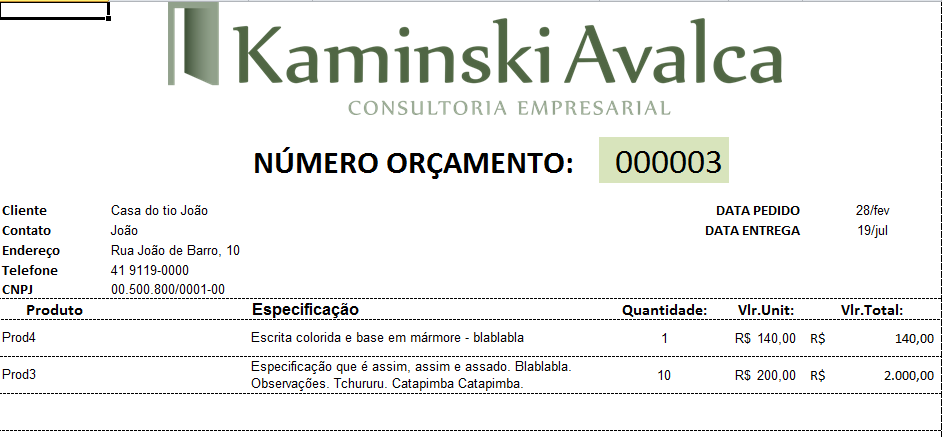 Kaminski Avalca
CONSULTORIA EMPRESARIAL
NÚMERO ORÇAMENTO: 000003
Cliente Casa do tio João DATA PEDIDO 28/fev
Contato João DATA ENTREGA 19/jul
Endereço Rua João de Barro, 10
Telefone 41 9119-0000
CNPJ 00.500.800/0001-00
Produto Especificação Quantidade: Vlr.Unit: Vlr.Total:
Prod4 Escrita colorida e base em mármore - blablabla 1 R$ 140,00 R$ 140,00
Prod3 Especificação que é assim, assim e assado. Blablabla. 10 R$ 200,00 R$ 2.000,00
Observações. Tchururu. Catapimba Catapimba.